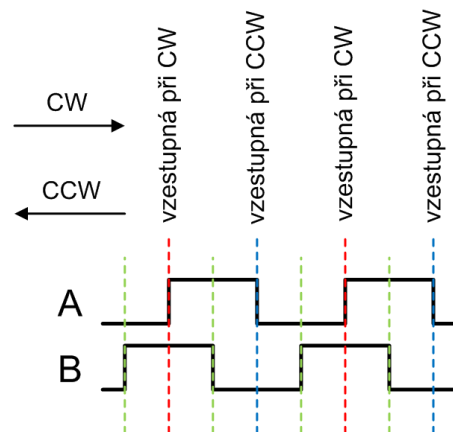 CW
CCW
vzestupná při CW
vzestupná při CCW
vzestupná při CW
vzestupná při CCW
A
B